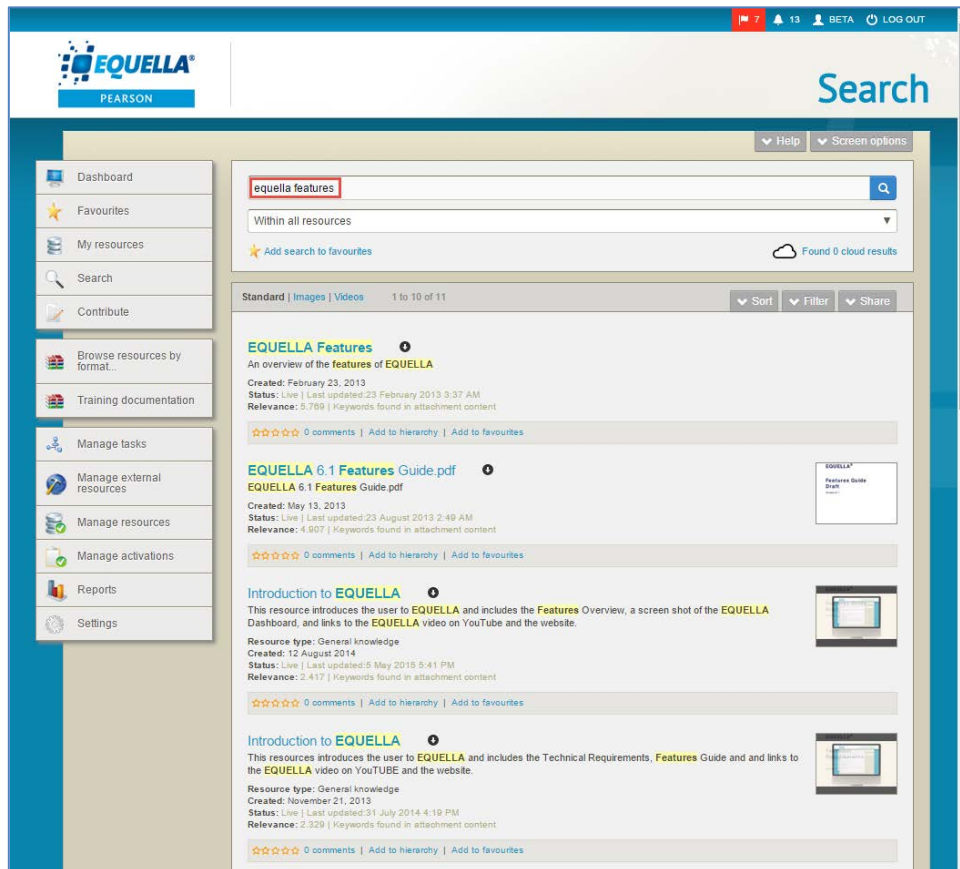 7 13 BETA LOG OUT
EQUELLA®
PEARSON
Search
Help Screen options
Dashboard
Favourites
My resources
Search
Contribute
Browse resources by
format...
Training documentation
Manage tasks
Manage external
resources
Manage resources
Manage activations
Reports
Settings
equella features
Within all resources
Add search to favourites Found 0 cloud results
Standard | Images | Videos 1 to 10 of 11 Sort Filter Share
EQUELLA Features
An overview of the features of EQUELLA
Created: February 23, 2013
Status: Live | Last updated:23 February 2013 3:37 AM
Relevance: 5.769 | Keywords found in attachment content
0 comments | Add to hierarchy | Add to favourites
EQUELLA 6.1 Features Guide.pdf
EQUELLA 6.1 Features Guide.pdf
Created: May 13, 2013
Status: Live | Last updated:23 August 2013 2:49 AM
Relevance: 4.907 | Keywords found in attachment content
EQUELLA®
Features Guide
Draft
0 comments | Add to hierarchy | Add to favourites
Introduction to EQUELLA
This resource introduces the user to EQUELLA and includes the Features Overview, a screen shot of the EQUELLA
Dashboard, and links to the EQUELLA video on YouTube and the website.
Resource type: General knowledge
Created: 12 August 2014
Status: Live | Last updated:5 May 2015 5:41 PM
Relevance: 2.417 | Keywords found in attachment content
0 comments | Add to hierarchy | Add to favourites
Introduction to EQUELLA
This resources introduces the user to EQUELLA and includes the Technical Requirements, Features Guide and and links to
the EQUELLA video on YouTUBE and the website.
Resource type: General knowledge
Created: November 21, 2013
Status: Live | Last updated:31 July 2014 4:19 PM
Relevance: 2.329 | Keywords found in attachment content
0 comments | Add to hierarchy | Add to favourites